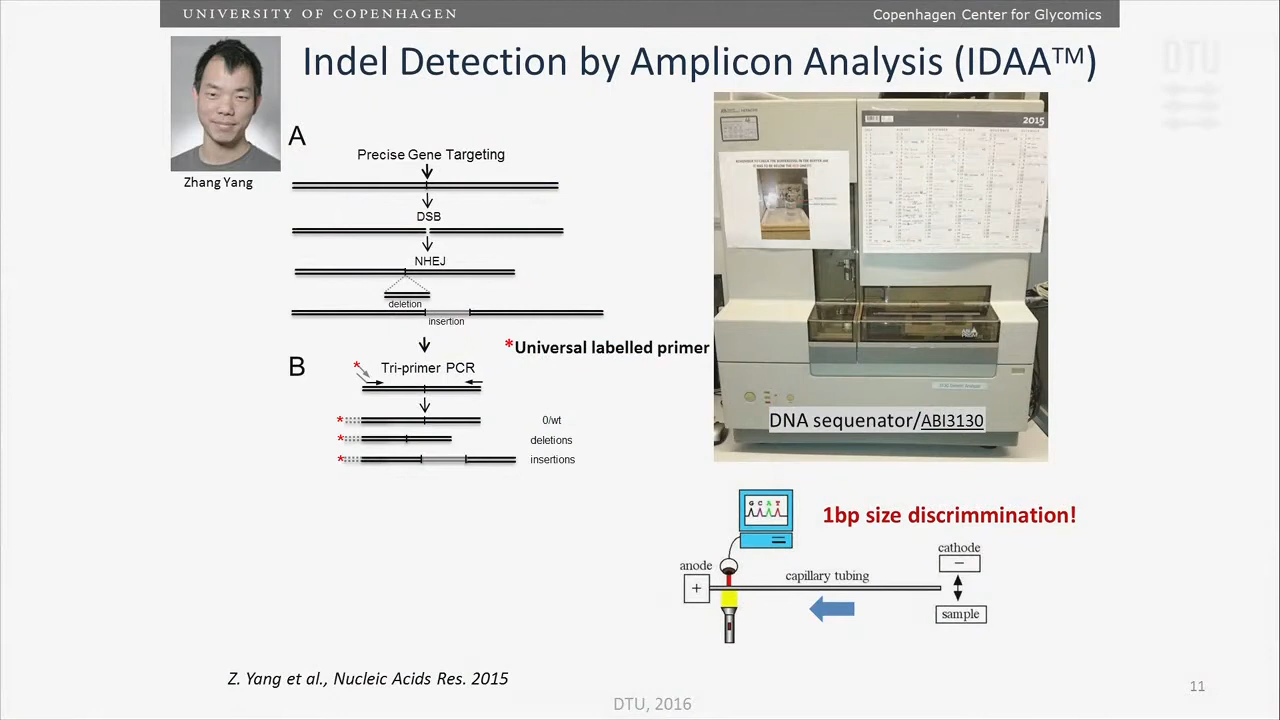 UNIVERSITY OF COPENHAGEN
Copenhagen Center for Glycomics
Indel Detection by Amplicon Analysis (IDAA™)
DTU
Zhang Yang
A
Precise Gene Targeting
DSB
NHEJ
deletion
insertion
*Universal labelled primer
B
*
Tri-primer PCR
* 0/wt
* deletions
* insertions
2015
DNA sequenator/ABI3130
1bp size discrimmination!
G C A T
anode
+
capillary tubing
cathode
−
sample
Z. Yang et al., Nucleic Acids Res. 2015
DTU, 2016
11